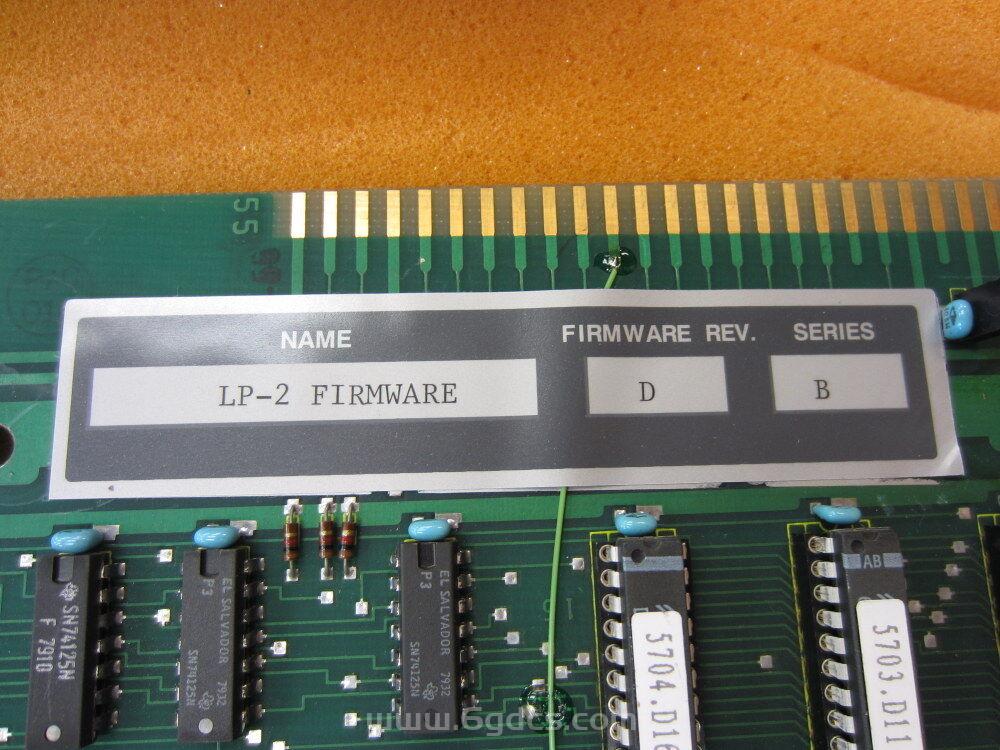 55
NAME FIRMWARE REV. SERIES
LP-2 FIRMWARE D B
SN74125N
F 7910
EL SALVADOR 7932
P3 SN74125N
EL SALVADOR 7932
P3 SN74125N
5704.D16
AB
5703.D11
www.6gdcs.com